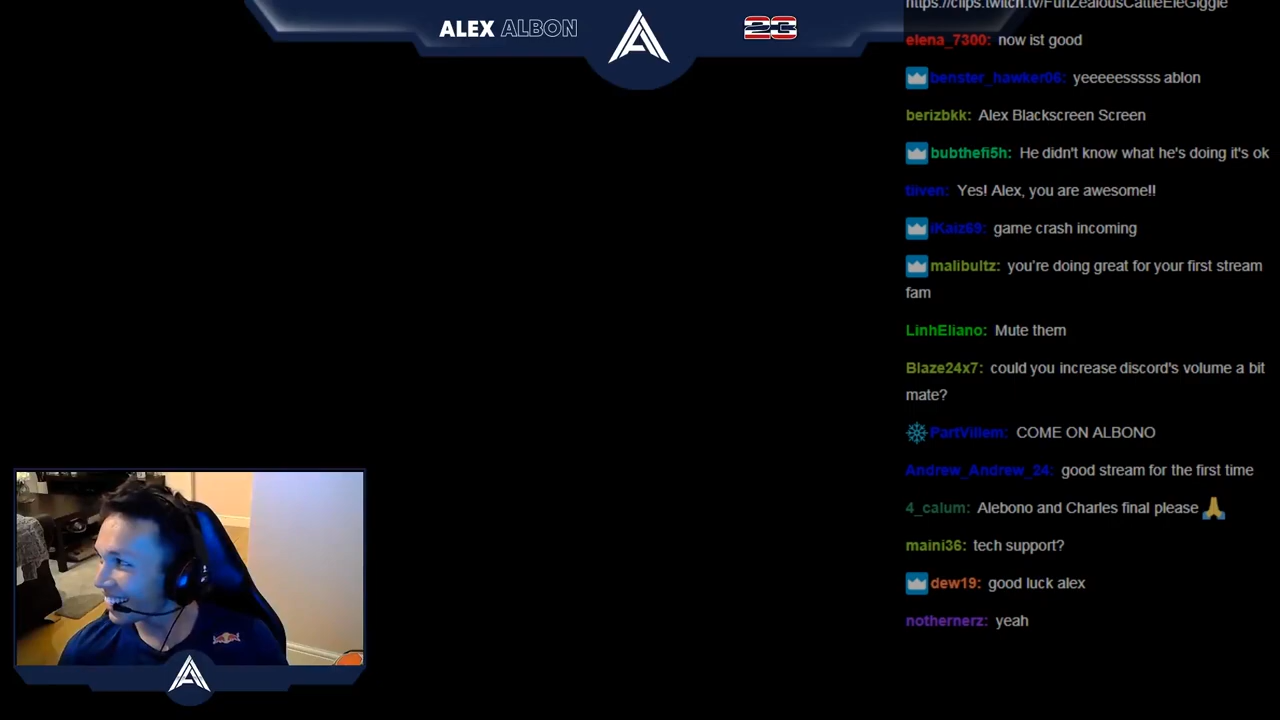 ALEX ALBON
23
https://clips.twitch.tv/FunZealousCattleEleGiggle
elena_7300: now ist good
benster_hawker06: yeeeeesssss ablon
berizbkk: Alex Blackscreen Screen
bubthefi5h: He didn't know what he's doing it's ok
tiiven: Yes! Alex, you are awesome!!
iKaiz69: game crash incoming
malibultz: you're doing great for your first stream
fam
LinhEliano: Mute them
Blaze24x7: could you increase discord's volume a bit
mate?
PartVillem: COME ON ALBONO
Andrew_Andrew_24: good stream for the first time
4_calum: Alebono and Charles final please 🙏
maini36: tech support?
dew19: good luck alex
nothernerz: yeah